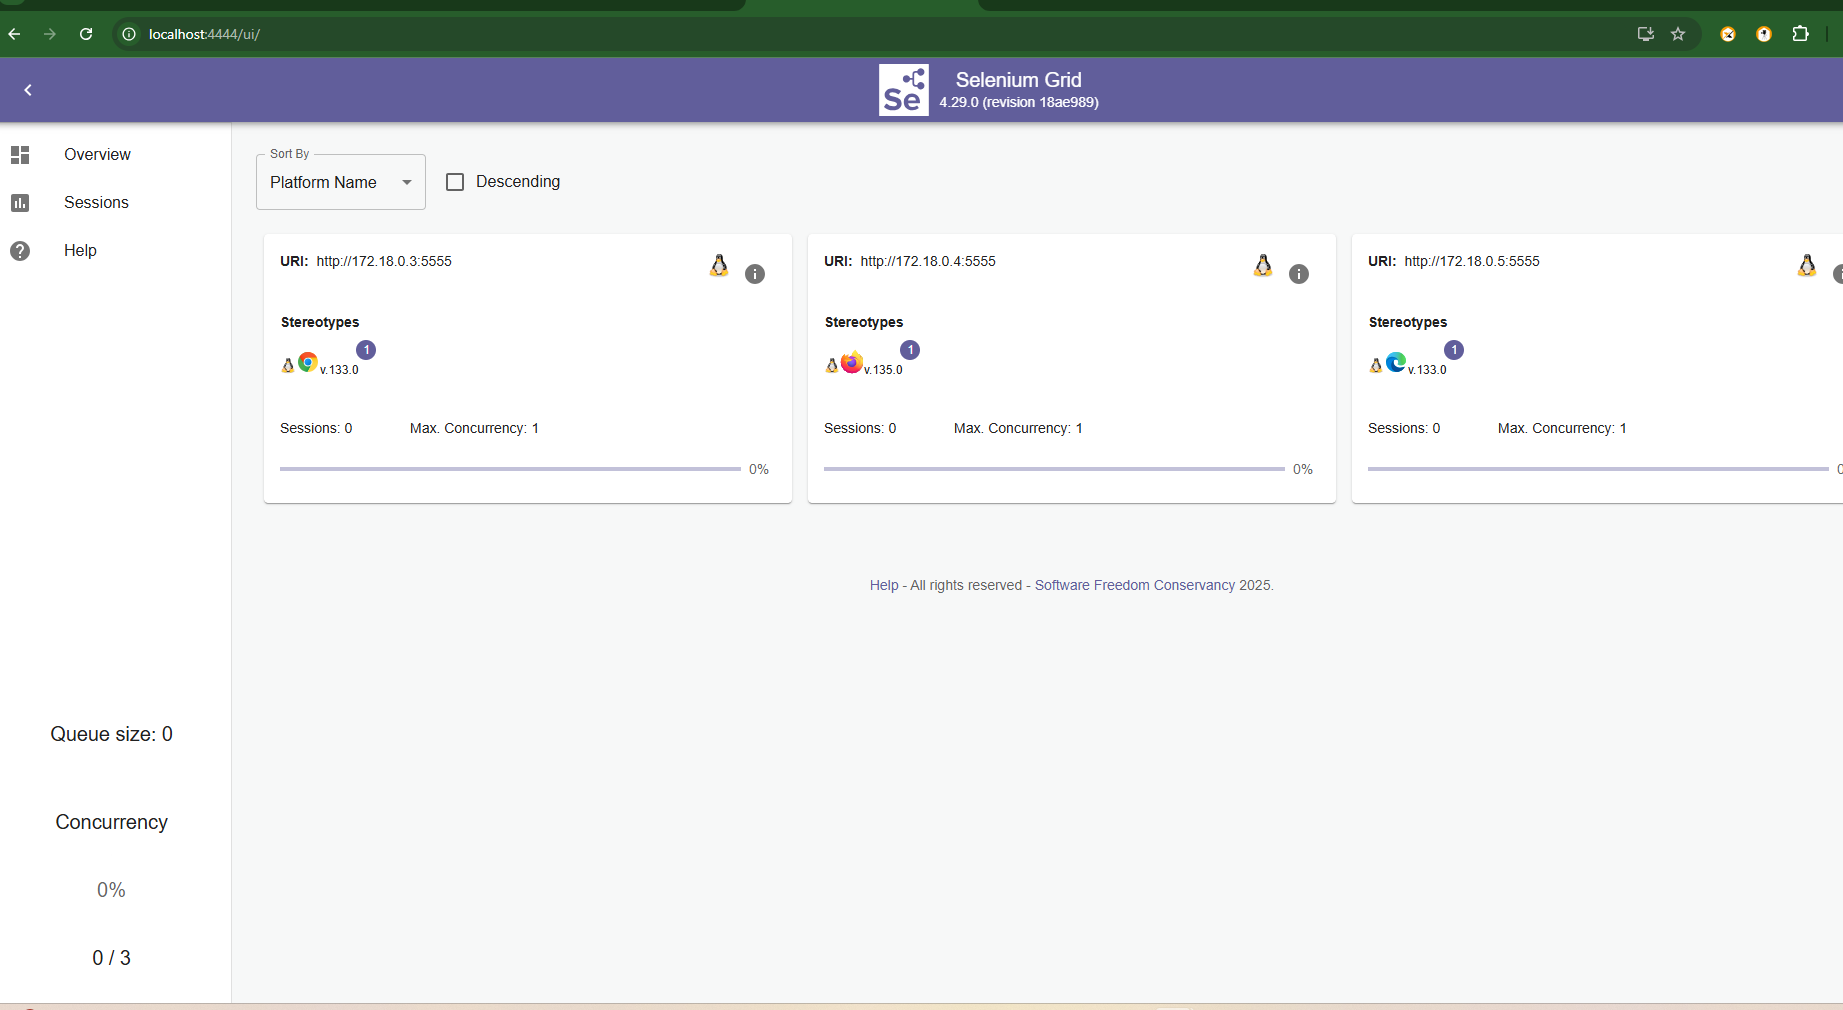 localhost:4444/ui/
Se
Selenium Grid
4.29.0 (revision 18ae989)
Overview
Sessions
Help
Queue size: 0
Concurrency
0%
0 / 3
Sort By
Platform Name
Descending
URI: http://172.18.0.3:5555
Stereotypes
v.133.0
1
Sessions: 0 Max. Concurrency: 1
0%
URI: http://172.18.0.4:5555
Stereotypes
v.135.0
1
Sessions: 0 Max. Concurrency: 1
0%
URI: http://172.18.0.5:5555
Stereotypes
v.133.0
1
Sessions: 0 Max. Concurrency: 1
Help - All rights reserved - Software Freedom Conservancy 2025.